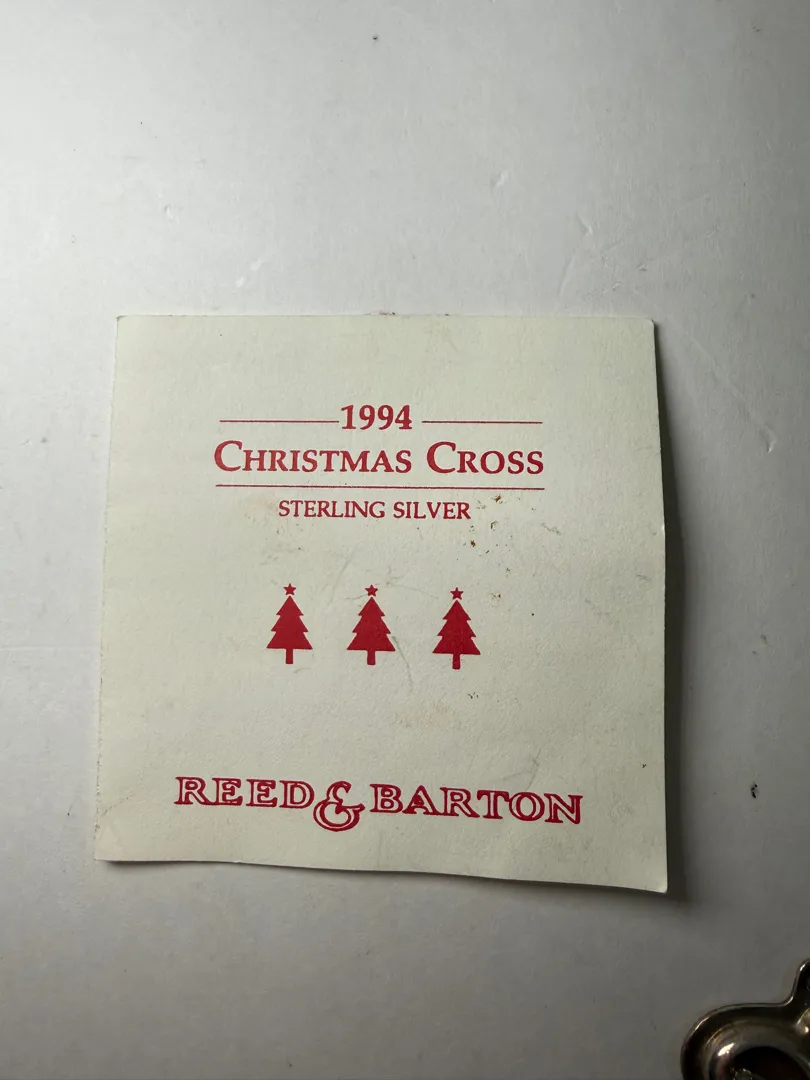 1994
CHRISTMAS CROSS
STERLING SILVER
REED & BARTON